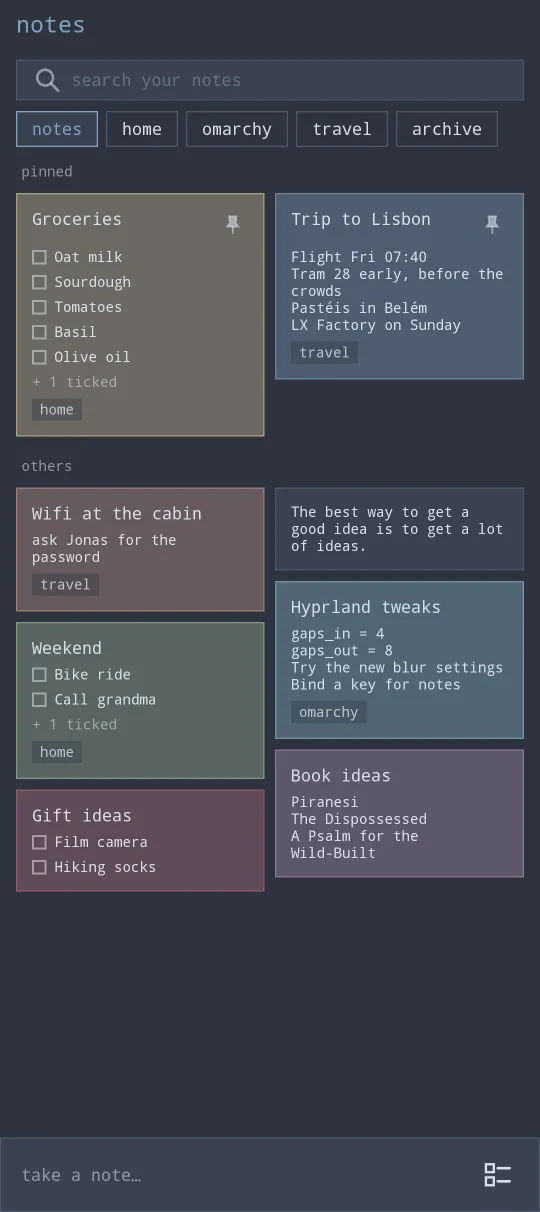 notes
search your notes
notes
home
omarchy
travel
archive
pinned
Groceries
Oat milk
Sourdough
Tomatoes
Basil
Olive oil
+ 1 ticked
home
Trip to Lisbon
Flight Fri 07:40
Tram 28 early, before the
crowds
Pastéis in Belém
LX Factory on Sunday
travel
others
Wifi at the cabin
ask Jonas for the
password
travel
Weekend
Bike ride
Call grandma
+ 1 ticked
home
Gift ideas
Film camera
Hiking socks
The best way to get a
good idea is to get a lot
of ideas.
Hyprland tweaks
gaps_in = 4
gaps_out = 8
Try the new blur settings
Bind a key for notes
omarchy
Book ideas
Piranesi
The Dispossessed
A Psalm for the
Wild-Built
take a note…